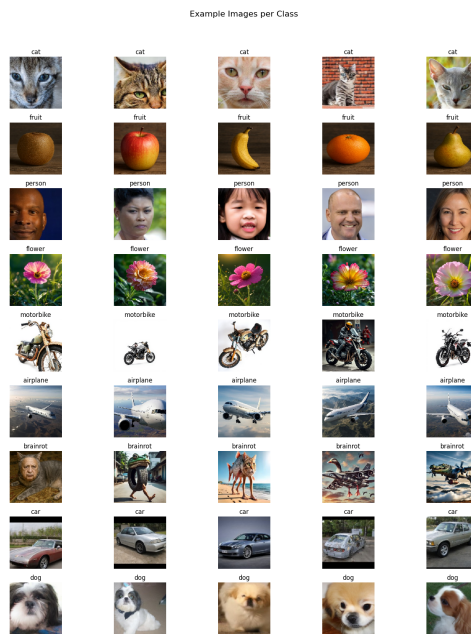 Example Images per Class
cat cat cat cat cat
fruit fruit fruit fruit fruit
person person person person person
flower flower flower flower flower
motorbike motorbike motorbike motorbike motorbike
airplane airplane airplane airplane airplane
brainrot brainrot brainrot brainrot brainrot
car car car car car
dog dog dog dog dog